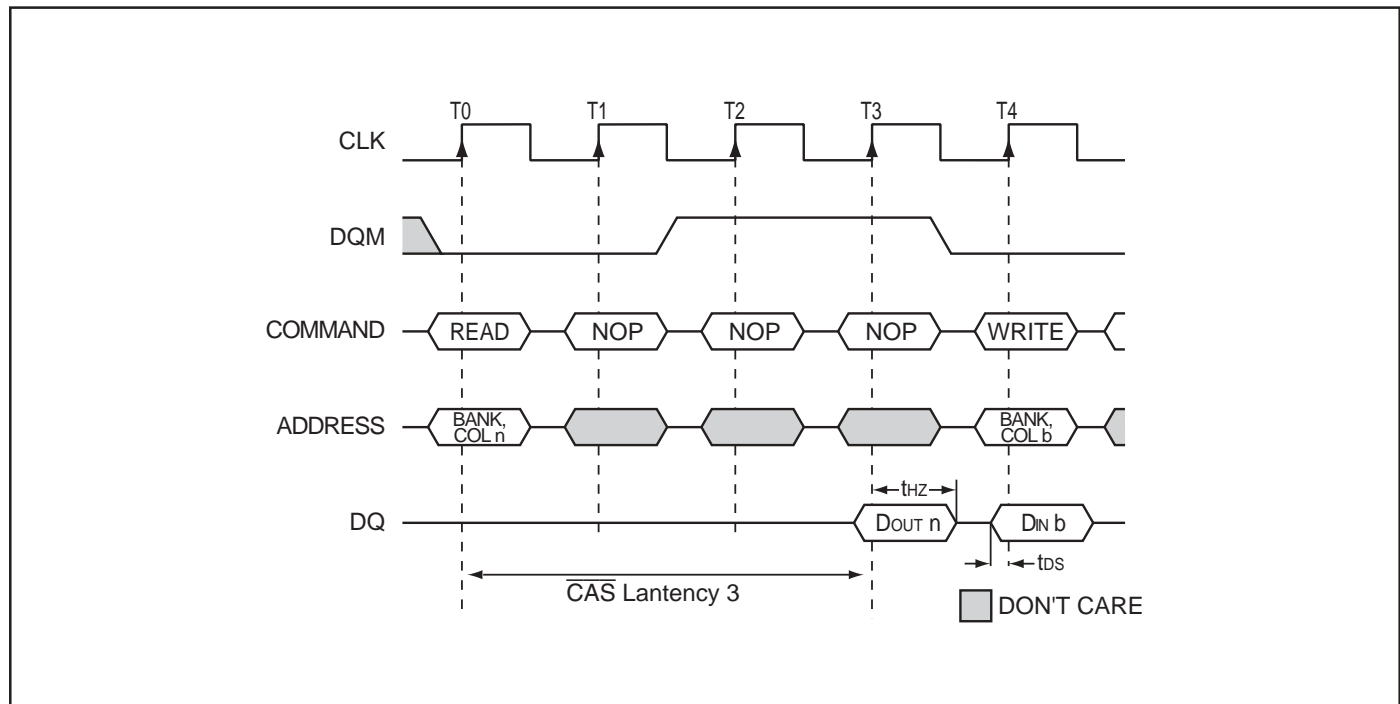 T0 T1 T2 T3 T4
CLK
DQM
COMMAND READ NOP NOP NOP WRITE
ADDRESS BANK, COL n BANK, COL b
tHZ
DQ DOUT n DIN b
tDS
CAS Lantency 3
DON'T CARE